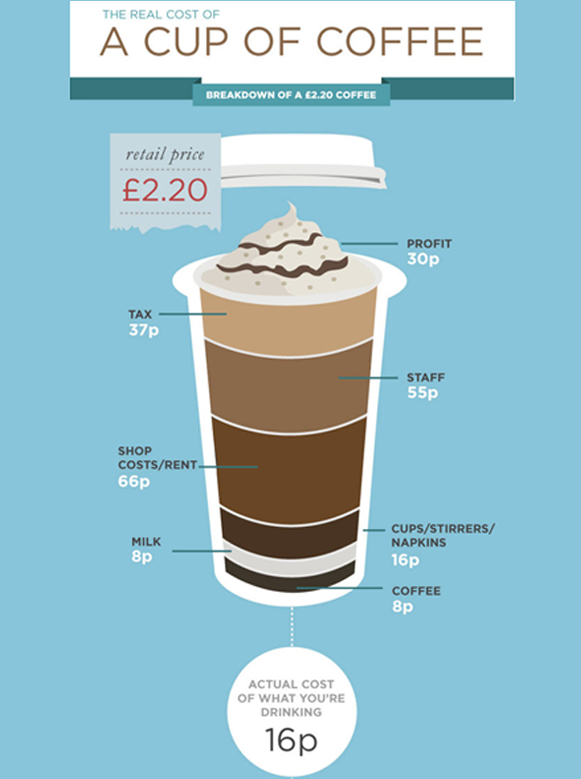 THE REAL COST OF
A CUP OF COFFEE
BREAKDOWN OF A £2.20 COFFEE
retail price
£2.20
PROFIT
30p
TAX
37p
STAFF
55p
SHOP
COSTS/RENT
66p
CUPS/STIRRERS/
NAPKINS
16p
MILK
8p
COFFEE
8p
ACTUAL COST
OF WHAT YOU'RE
DRINKING
16p